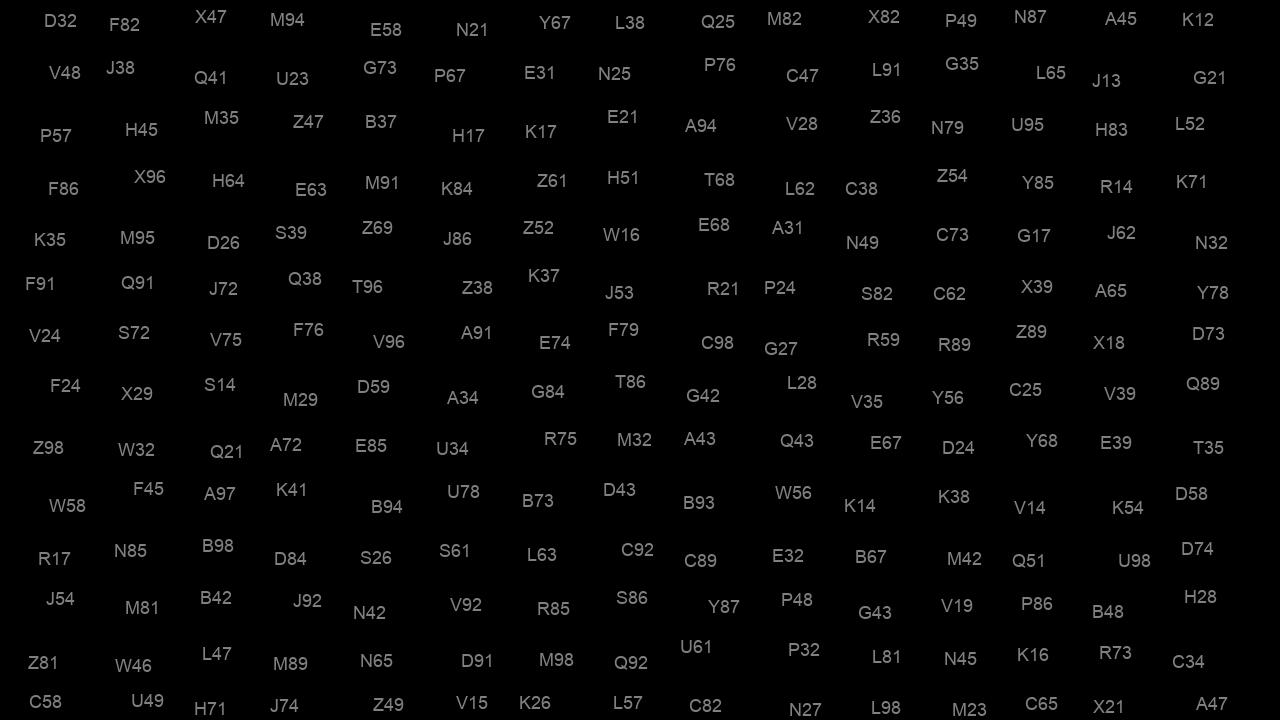 D32 F82 X47 M94 E58 N21 Y67 L38 Q25 M82 X82 P49 N87 A45 K12
V48 J38 Q41 U23 G73 P67 E31 N25 P76 C47 L91 G35 L65 J13 G21
P57 H45 M35 Z47 B37 H17 K17 E21 A94 V28 Z36 N79 U95 H83 L52
F86 X96 H64 E63 M91 K84 Z61 H51 T68 L62 C38 Z54 Y85 R14 K71
K35 M95 D26 S39 Z69 J86 Z52 W16 E68 A31 N49 C73 G17 J62 N32
F91 Q91 J72 Q38 T96 Z38 K37 J53 R21 P24 S82 C62 X39 A65 Y78
V24 S72 V75 F76 V96 A91 E74 F79 C98 G27 R59 R89 Z89 X18 D73
F24 X29 S14 M29 D59 A34 G84 T86 G42 L28 V35 Y56 C25 V39 Q89
Z98 W32 Q21 A72 E85 U34 R75 M32 A43 Q43 E67 D24 Y68 E39 T35
W58 F45 A97 K41 B94 U78 B73 D43 B93 W56 K14 K38 V14 K54 D58
R17 N85 B98 D84 S26 S61 L63 C92 C89 E32 B67 M42 Q51 U98 D74
J54 M81 B42 J92 N42 V92 R85 S86 Y87 P48 G43 V19 P86 B48 H28
Z81 W46 L47 M89 N65 D91 M98 Q92 U61 P32 L81 N45 K16 R73 C34
C58 U49 H71 J74 Z49 V15 K26 L57 C82 N27 L98 M23 C65 X21 A47